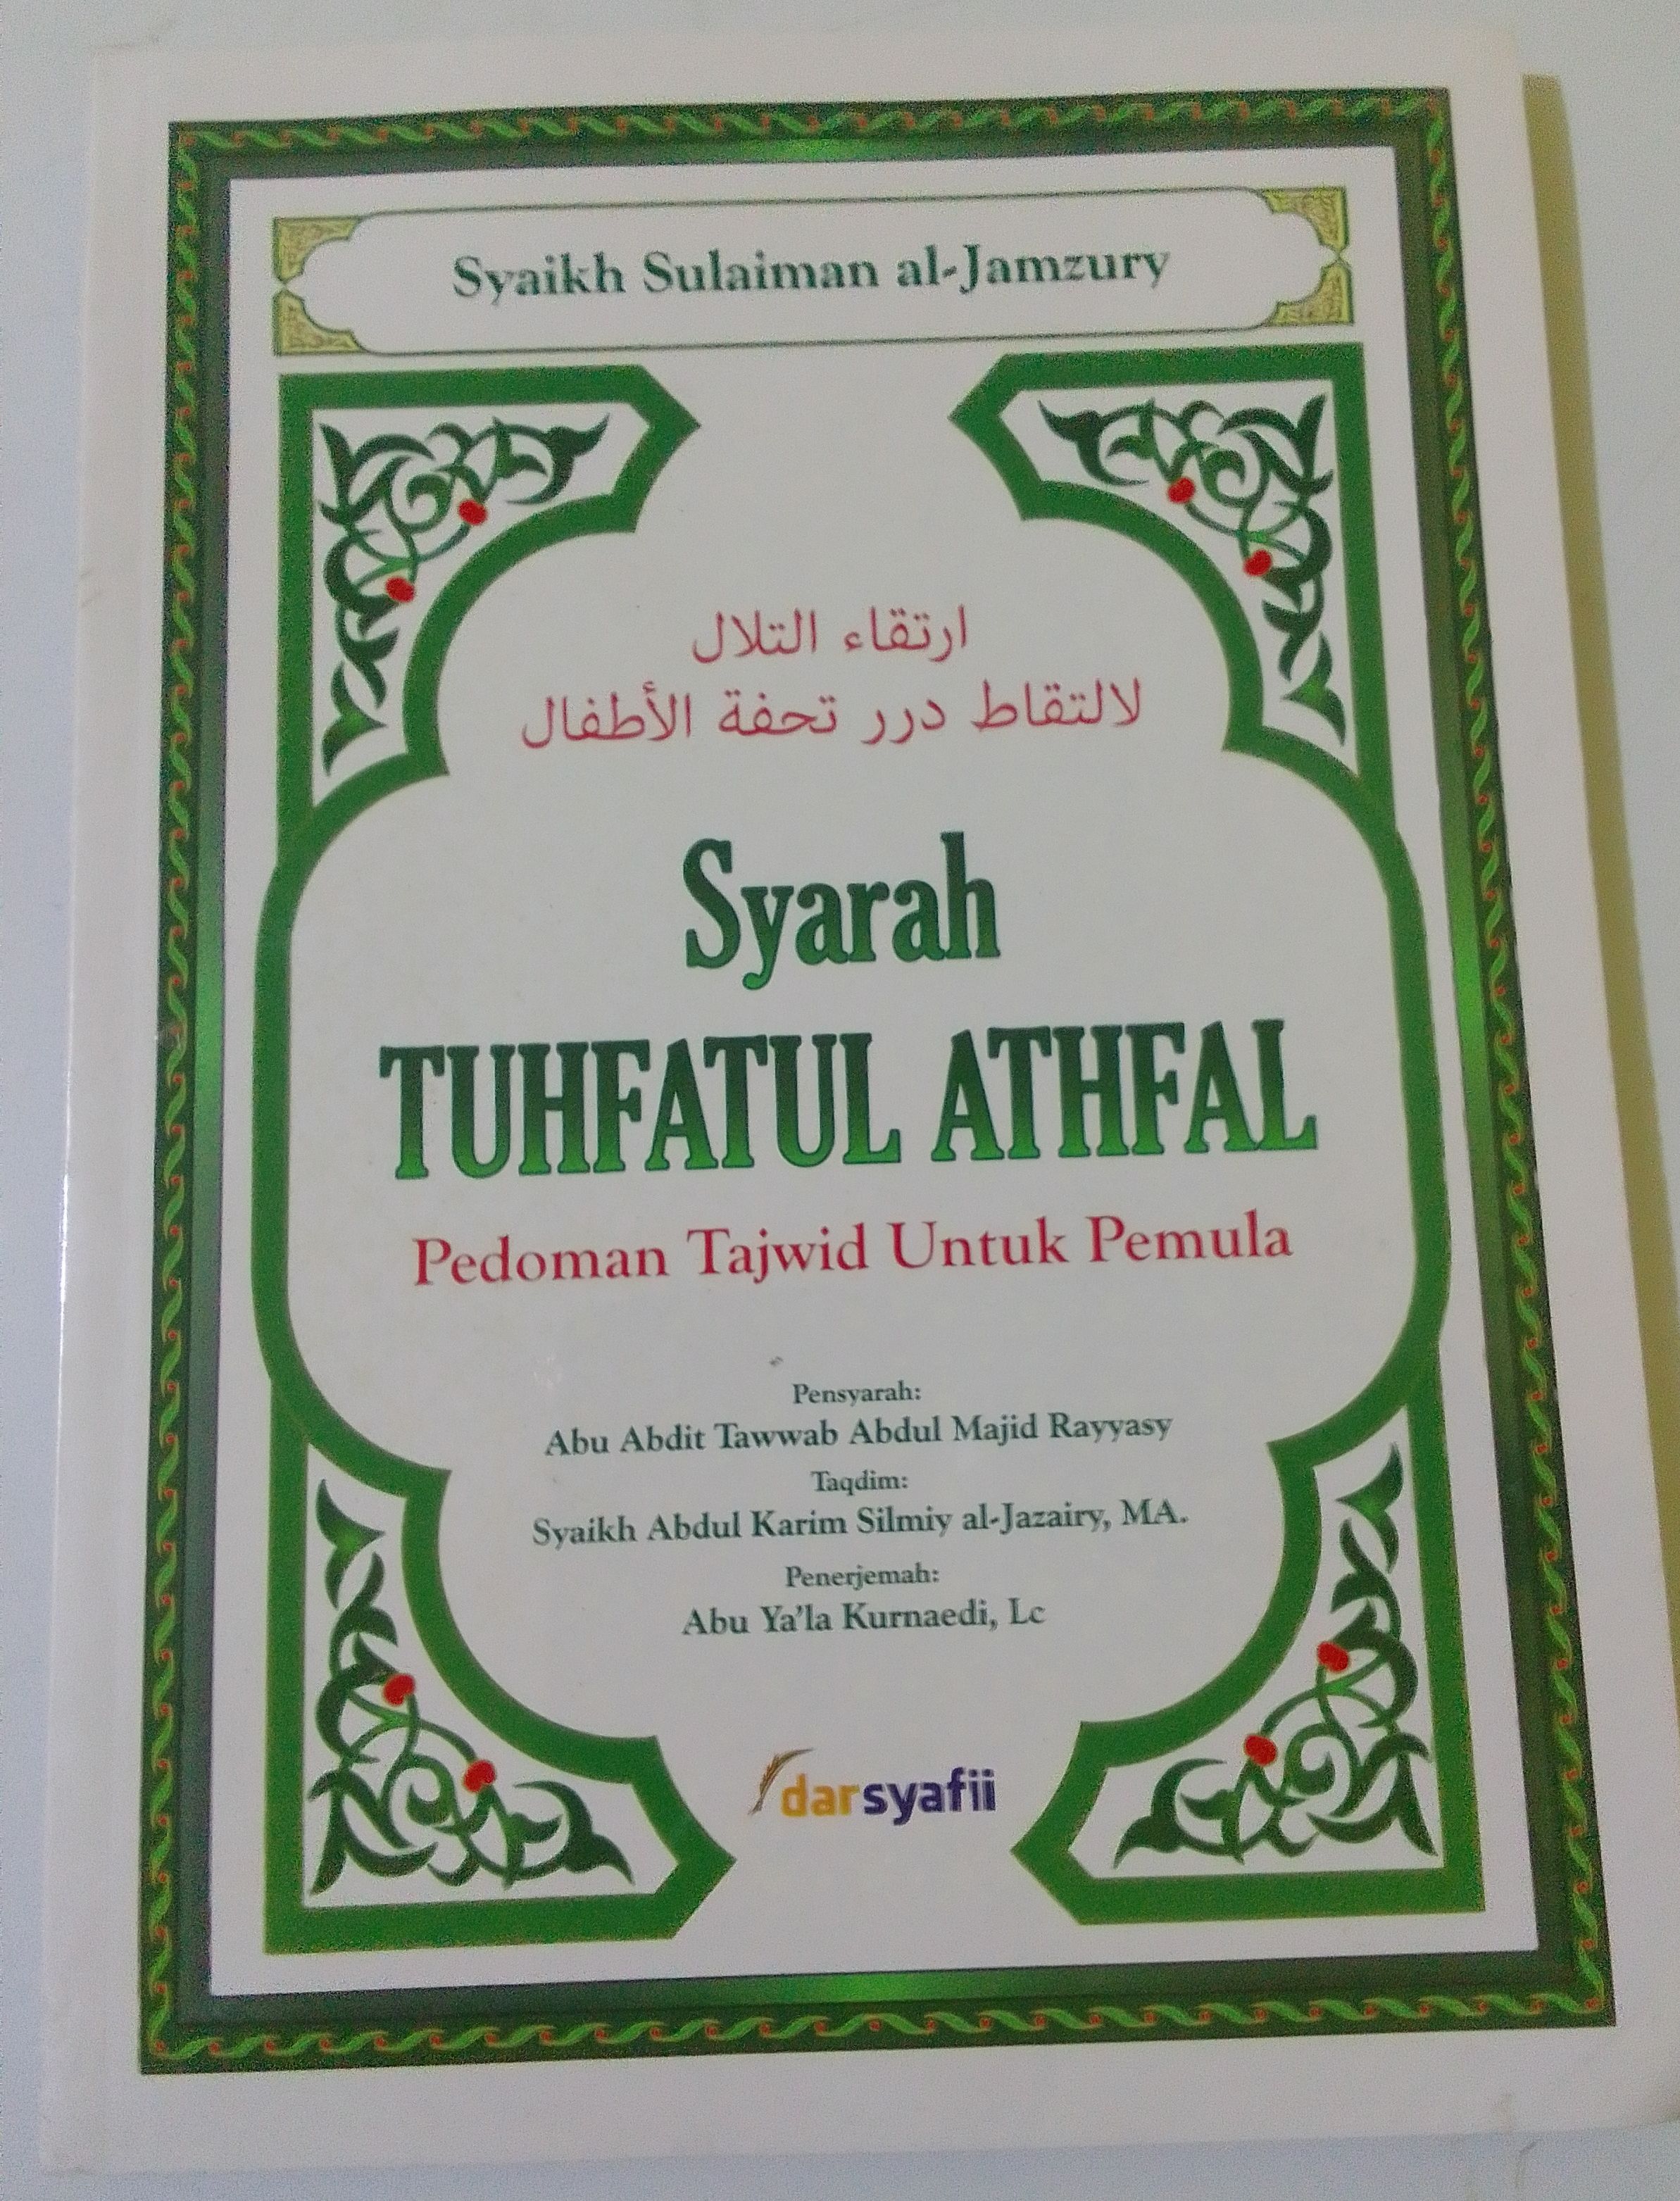 Syaikh Sulaiman al-Jamzury
ارتقاء التلال
لالتقاط درر تحفة الأطفال
Syarah
TUHFATUL ATHFAL
Pedoman Tajwid Untuk Pemula
Pensyarah:
Abu Abdit Tawwab Abdul Majid Rayyasy
Taqdim:
Syaikh Abdul Karim Silmiy al-Jazairy, MA.
Penerjemah:
Abu Ya'la Kurnaedi, Lc
darsyafii